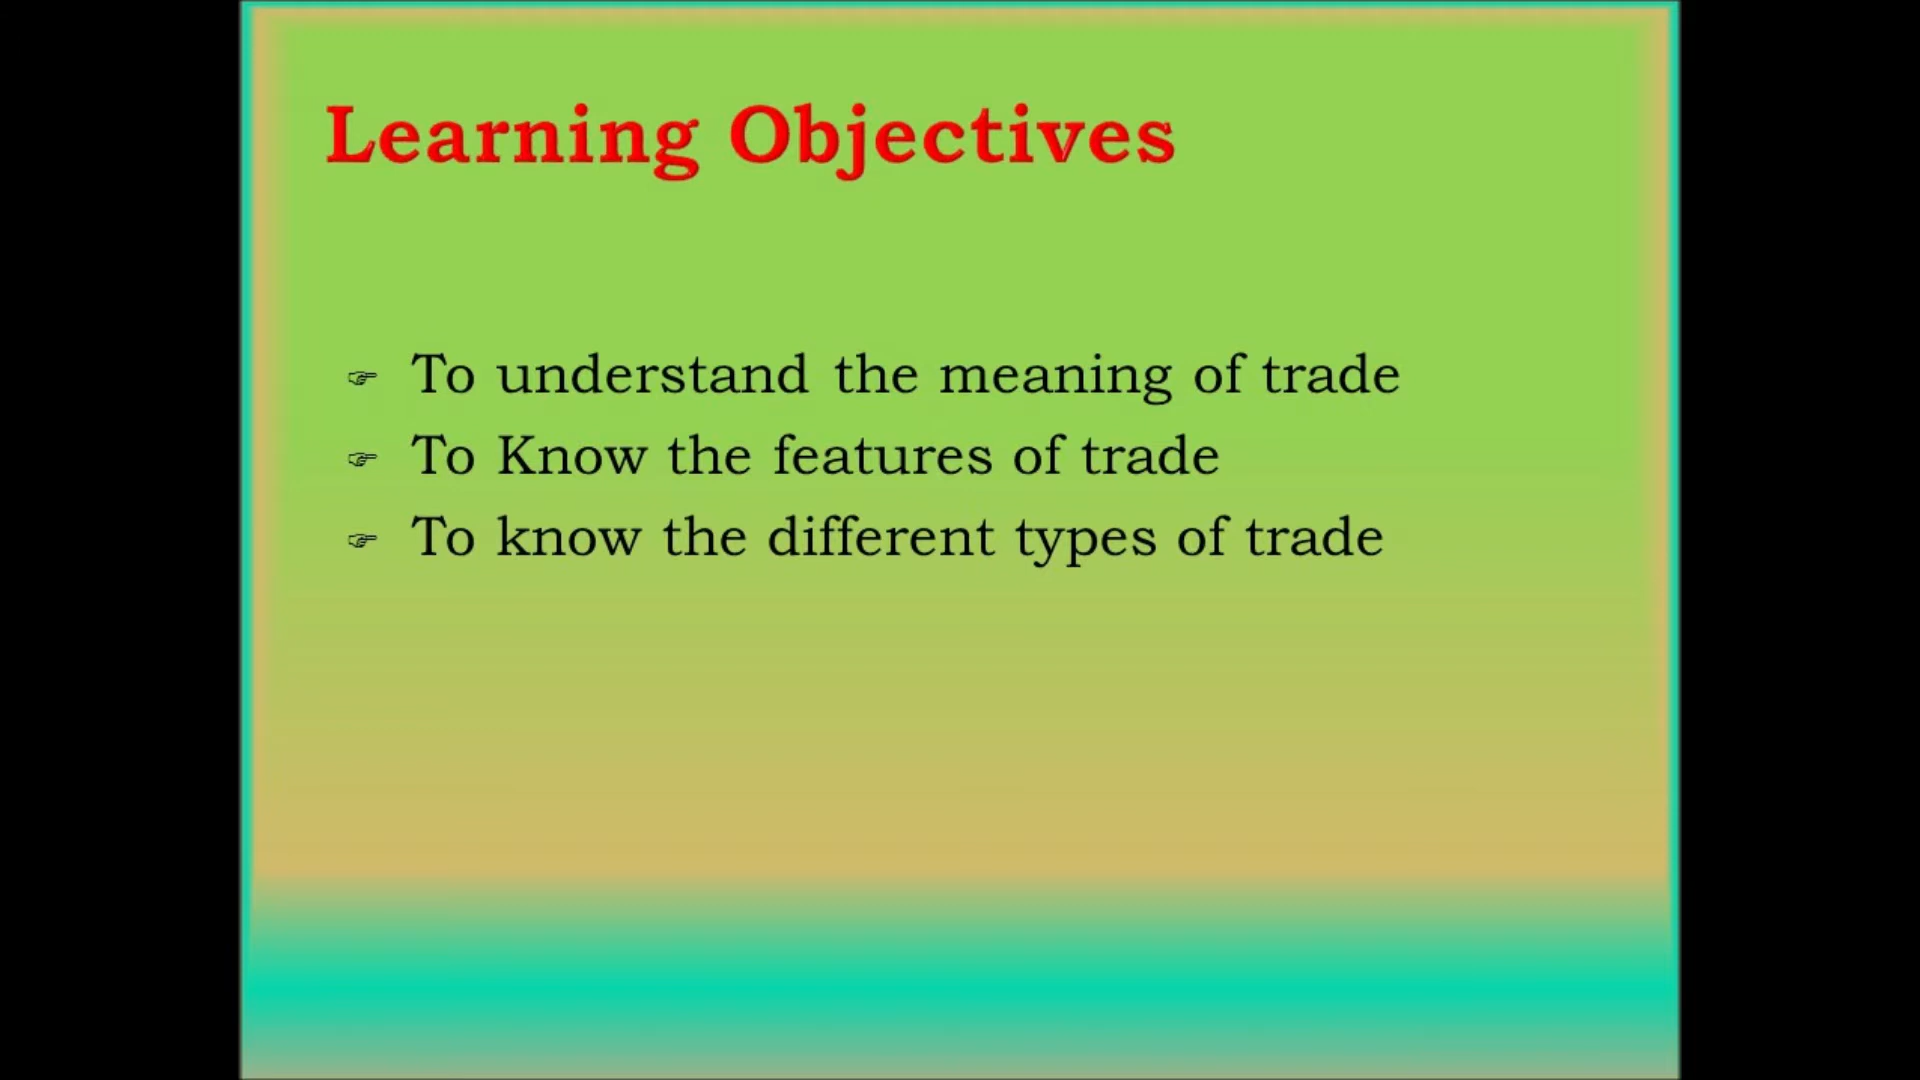 Learning Objectives
☞ To understand the meaning of trade
☞ To Know the features of trade
☞ To know the different types of trade